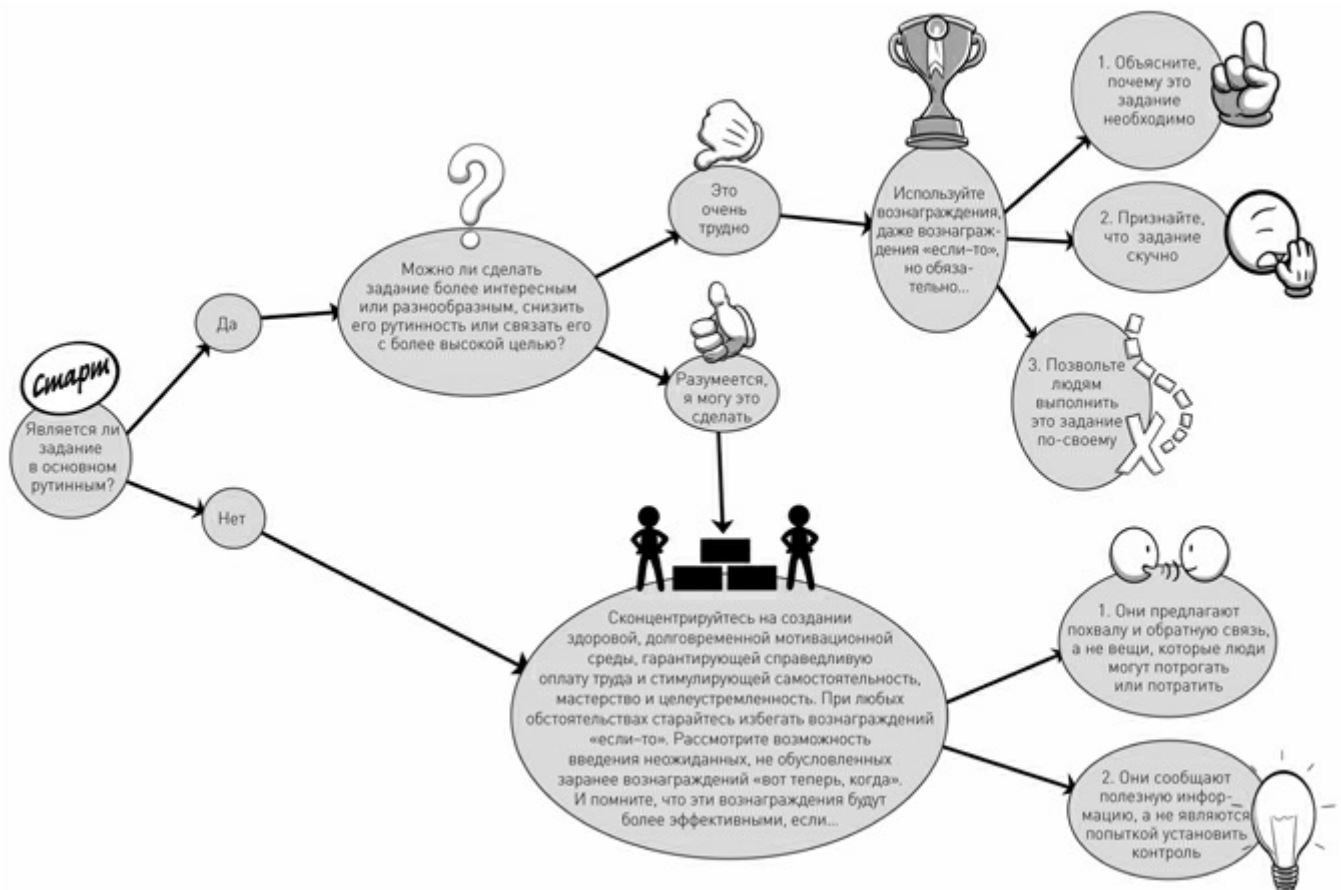 Старт
Является ли
задание
в основном
рутинным?
Да
Нет
Можно ли сделать
задание более интересным
или разнообразным, снизить
его рутинность или связать его
с более высокой целью?
Это
очень
трудно
Разумеется,
я могу это
сделать
Используйте
вознаграждения,
даже вознаграж-
дения «если–то»,
но обяза-
тельно...
1. Объясните,
почему это
задание
необходимо
2. Признайте,
что задание
скучно
3. Позвольте
людям
выполнить
это задание
по-своему
Сконцентрируйтесь на создании
здоровой, долговременной мотивационной
среды, гарантирующей справедливую
оплату труда и стимулирующей самостоятельность,
мастерство и целеустремленность. При любых
обстоятельствах старайтесь избегать вознаграждений
«если–то». Рассмотрите возможность
введения неожиданных, не обусловленных
заранее вознаграждений «вот теперь, когда».
И помните, что эти вознаграждения будут
более эффективными, если...
1. Они предлагают
похвалу и обратную связь,
а не вещи, которые люди
могут потрогать
или потратить
2. Они сообщают
полезную инфор-
мацию, а не являются
попыткой установить
контроль